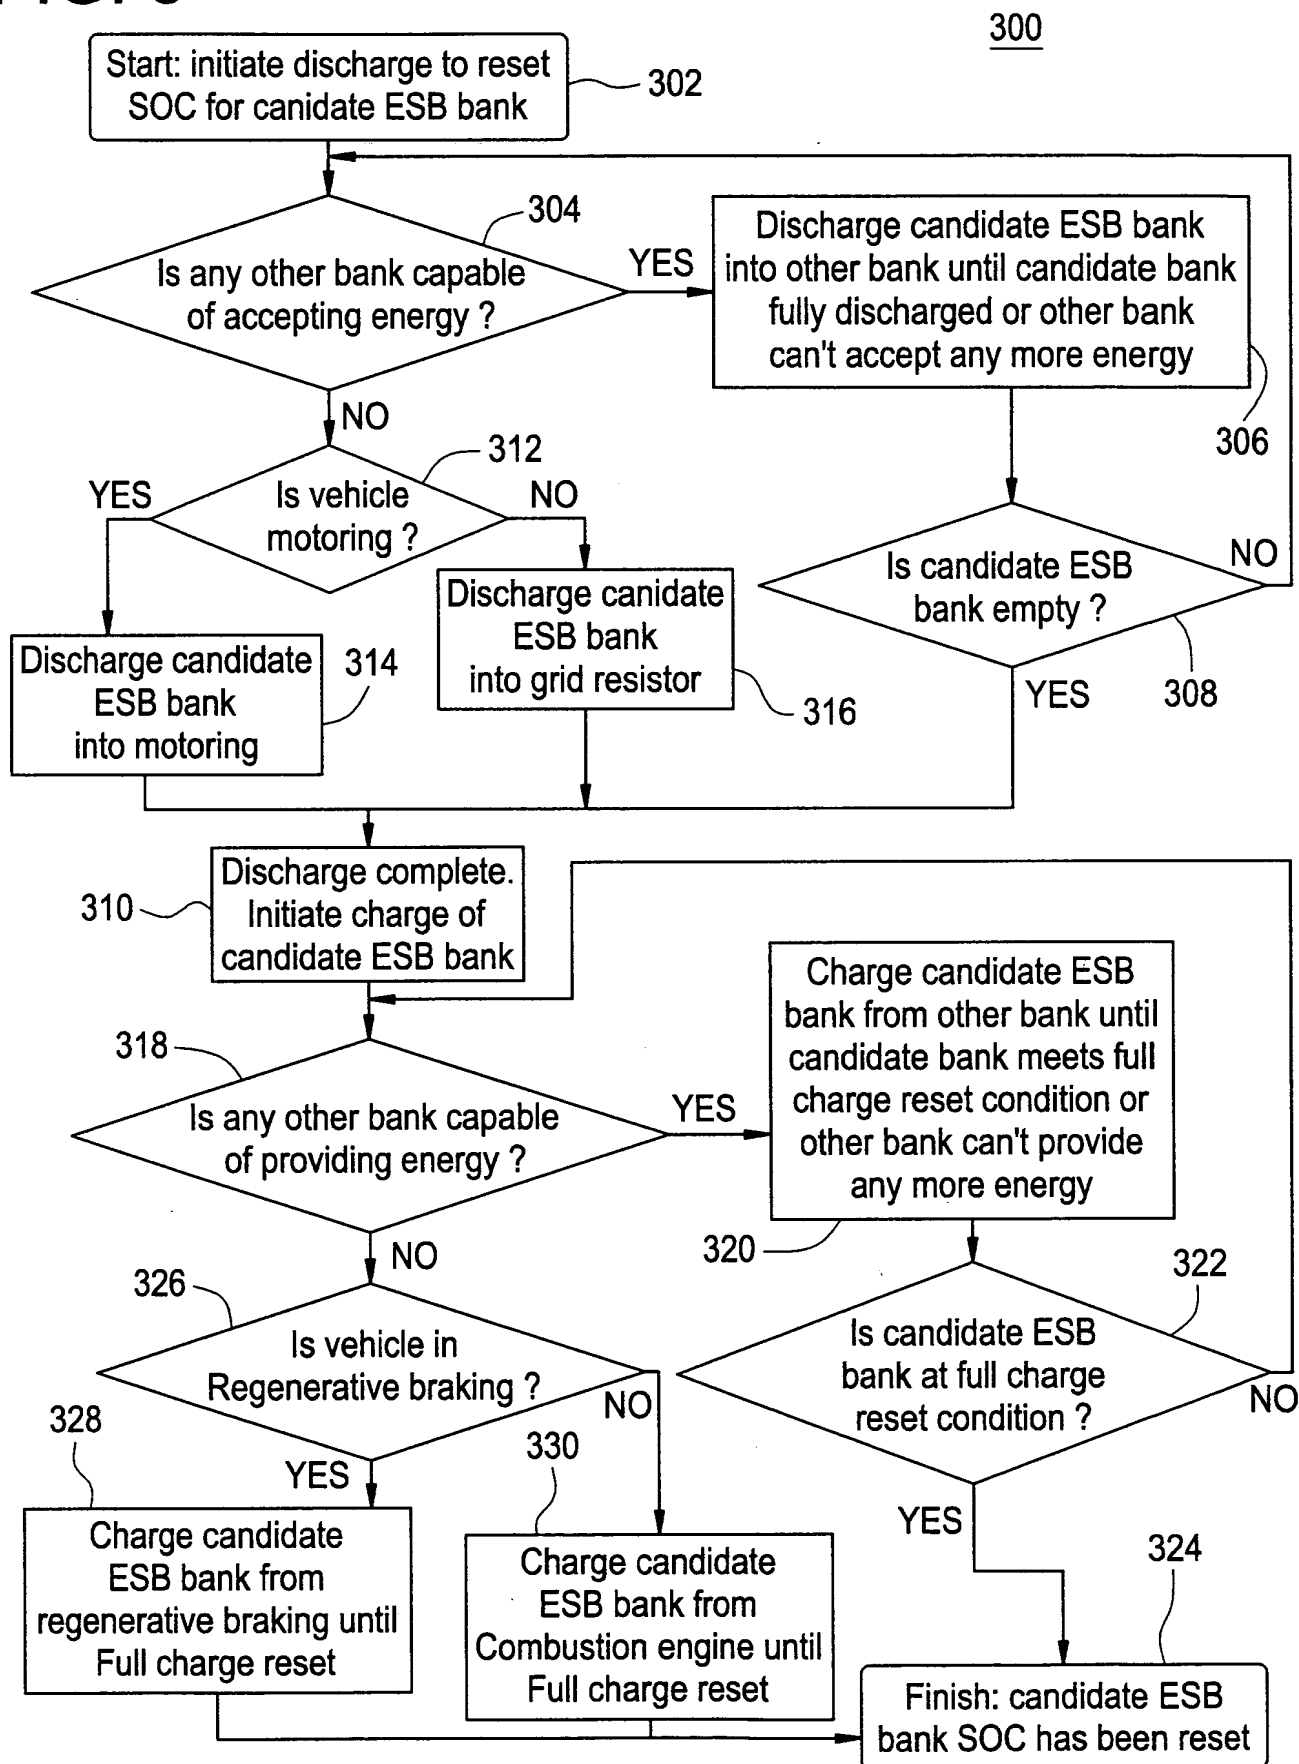 300
Start: initiate discharge to reset
SOC for canidate ESB bank
302
304
Is any other bank capable
of accepting energy ?
YES
Discharge candidate ESB bank
into other bank until candidate bank
fully discharged or other bank
can't accept any more energy
306
NO
312
Is vehicle
motoring ?
YES
NO
Discharge candidate
ESB bank
into motoring
314
Discharge canidate
ESB bank
into grid resistor
316
Is candidate ESB
bank empty ?
NO
308
YES
Discharge complete.
Initiate charge of
candidate ESB bank
310
318
Is any other bank capable
of providing energy ?
YES
Charge candidate ESB
bank from other bank until
candidate bank meets full
charge reset condition or
other bank can't provide
any more energy
320
NO
326
Is vehicle in
Regenerative braking ?
NO
YES
322
Is candidate ESB
bank at full charge
reset condition ?
NO
YES
328
Charge candidate
ESB bank from
regenerative braking until
Full charge reset
330
Charge candidate
ESB bank from
Combustion engine until
Full charge reset
324
Finish: candidate ESB
bank SOC has been reset